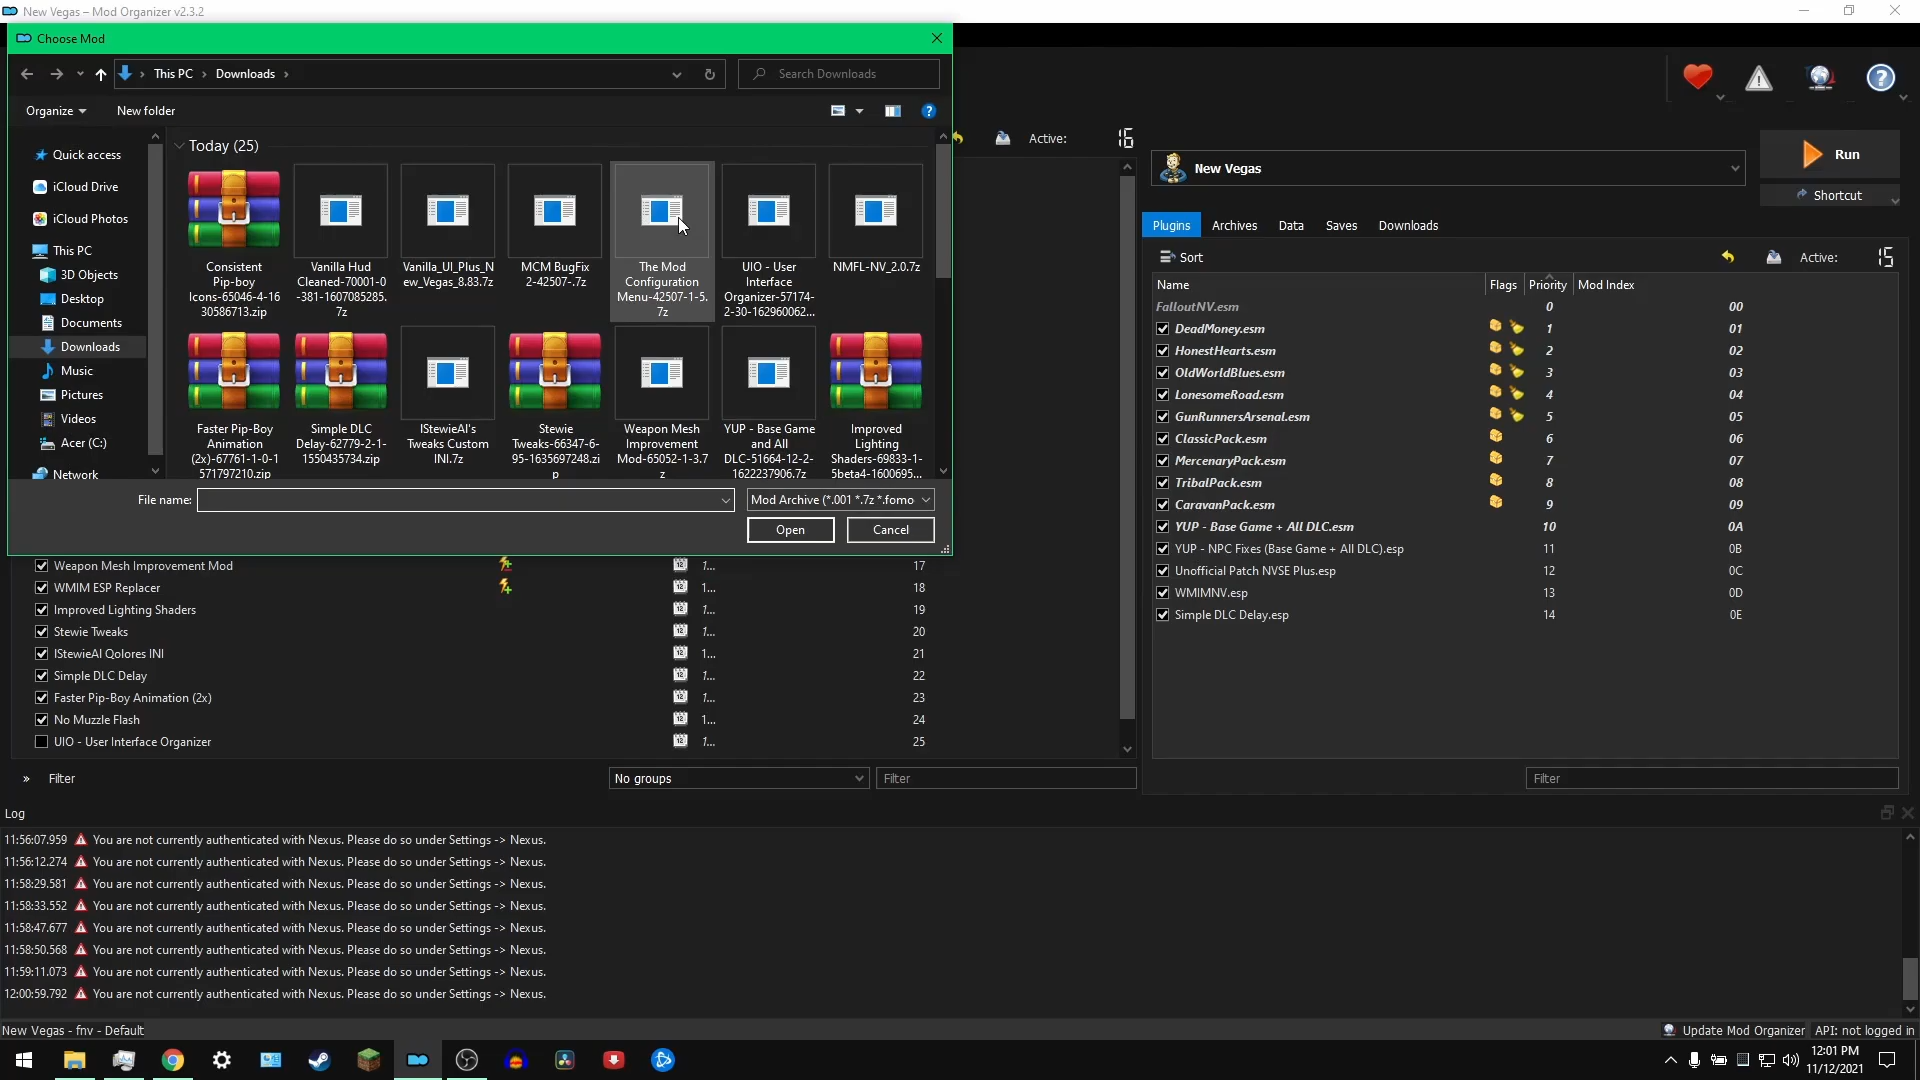 New Vegas – Mod Organizer v2.3.2
Choose Mod
This PC
Downloads
Search Downloads
Organize
New folder
Quick access
iCloud Drive
iCloud Photos
This PC
3D Objects
Desktop
Documents
Downloads
Music
Pictures
Videos
Acer (C:)
Network
Today (25)
Consistent
Pip-boy
Icons-65046-4-16
30586713.zip
Vanilla Hud
Cleaned-70001-0
-381-1607085285.
7z
Vanilla_UI_Plus_N
ew_Vegas_8.83.7z
MCM BugFix
2-42507-.7z
The Mod
Configuration
Menu-42507-1-5.
7z
UIO - User
Interface
Organizer-57174-
2-30-162960062...
NMFL-NV_2.0.7z
Faster Pip-Boy
Animation
(2x)-67761-1-0-1
571797210.zip
Simple DLC
Delay-62779-2-1-
1550435734.zip
lStewieAl's
Tweaks Custom
INI.7z
Stewie
Tweaks-66347-6-
95-1635697248.zi
p
Weapon Mesh
Improvement
Mod-65052-1-3.7
z
YUP - Base Game
and All
DLC-51664-12-2-
1622237906.7z
Improved
Lighting
Shaders-69833-1-
5beta4-1600695...
File name:
Mod Archive (*.001 *.7z *.fomo
Open
Cancel
Active:
16
Weapon Mesh Improvement Mod 1... 17
WMIM ESP Replacer 1... 18
Improved Lighting Shaders 1... 19
Stewie Tweaks 1... 20
lStewieAl Qolores INI 1... 21
Simple DLC Delay 1... 22
Faster Pip-Boy Animation (2x) 1... 23
No Muzzle Flash 1... 24
UIO - User Interface Organizer 1... 25
» Filter
No groups
Filter
New Vegas
Run
Shortcut
Plugins Archives Data Saves Downloads
Sort
Active:
15
Name Flags Priority Mod Index
FalloutNV.esm 0 00
DeadMoney.esm 1 01
HonestHearts.esm 2 02
OldWorldBlues.esm 3 03
LonesomeRoad.esm 4 04
GunRunnersArsenal.esm 5 05
ClassicPack.esm 6 06
MercenaryPack.esm 7 07
TribalPack.esm 8 08
CaravanPack.esm 9 09
YUP - Base Game + All DLC.esm 10 0A
YUP - NPC Fixes (Base Game + All DLC).esp 11 0B
Unofficial Patch NVSE Plus.esp 12 0C
WMIMNV.esp 13 0D
Simple DLC Delay.esp 14 0E
Filter
Log
11:56:07.959 You are not currently authenticated with Nexus. Please do so under Settings -> Nexus.
11:56:12.274 You are not currently authenticated with Nexus. Please do so under Settings -> Nexus.
11:58:29.581 You are not currently authenticated with Nexus. Please do so under Settings -> Nexus.
11:58:33.552 You are not currently authenticated with Nexus. Please do so under Settings -> Nexus.
11:58:47.677 You are not currently authenticated with Nexus. Please do so under Settings -> Nexus.
11:58:50.568 You are not currently authenticated with Nexus. Please do so under Settings -> Nexus.
11:59:11.073 You are not currently authenticated with Nexus. Please do so under Settings -> Nexus.
12:00:59.792 You are not currently authenticated with Nexus. Please do so under Settings -> Nexus.
New Vegas - fnv - Default
Update Mod Organizer
API: not logged in
12:01 PM
11/12/2021